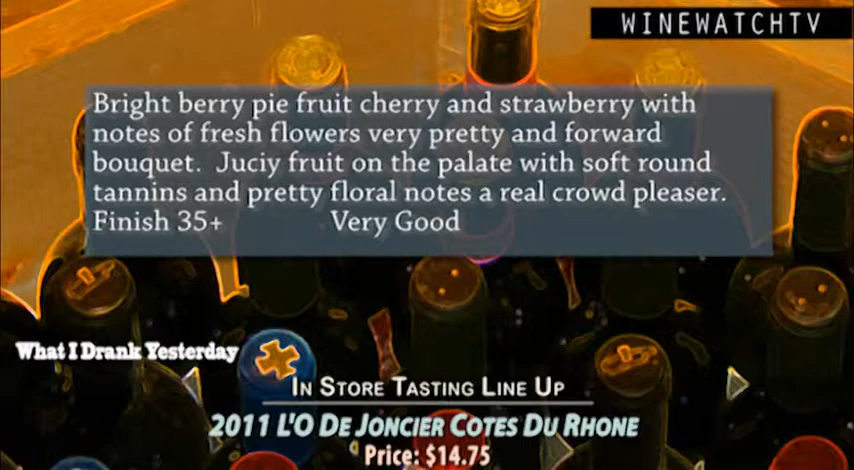 WINEWATCHTV
Bright berry pie fruit cherry and strawberry with
notes of fresh flowers very pretty and forward
bouquet. Juciy fruit on the palate with soft round
tannins and pretty floral notes a real crowd pleaser.
Finish 35+ Very Good
What I Drank Yesterday
IN STORE TASTING LINE UP
2011 L'O DE JONCIER COTES DU RHONE
Price: $14.75